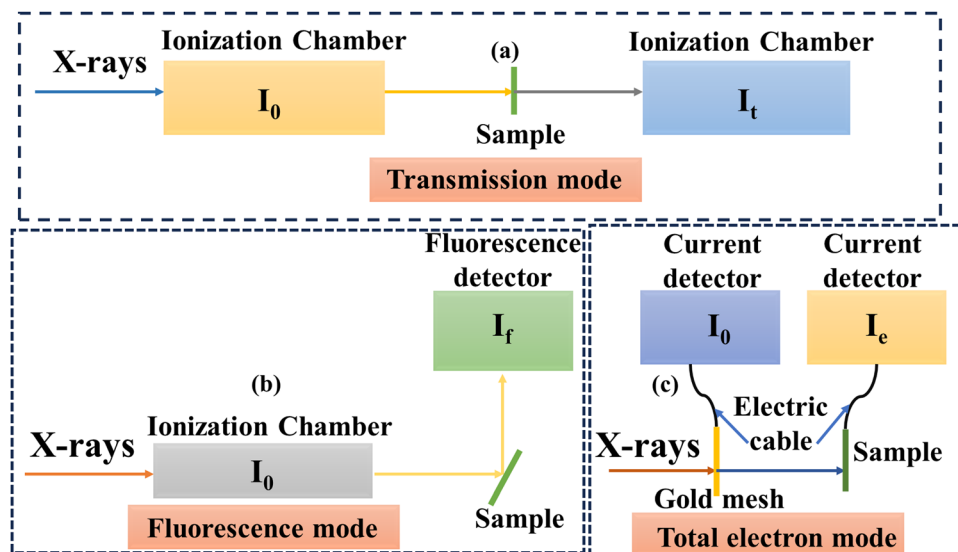 Ionization Chamber
(a)
Ionization Chamber
X-rays
I₀
Iₜ
Sample
Transmission mode
Fluorescence
detector
I_f
(b)
Ionization Chamber
X-rays
I₀
Sample
Fluorescence mode
Current
detector
Current
detector
I₀
Iₑ
(c)
Electric
cable
X-rays
Sample
Gold mesh
Total electron mode